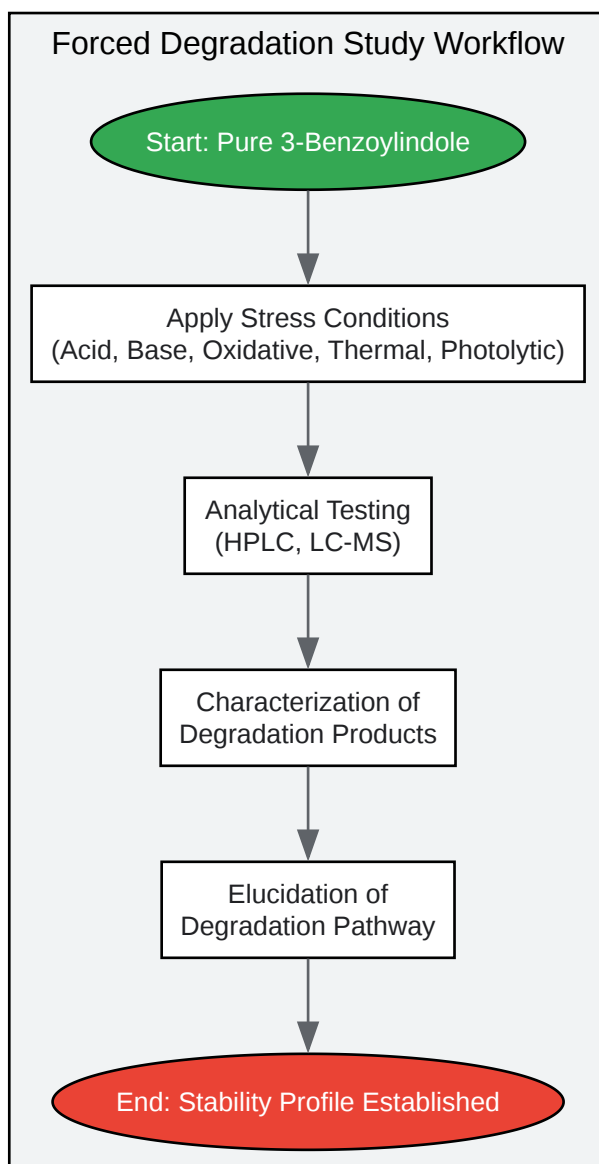 Forced Degradation Study Workflow
Start: Pure 3-Benzoylindole
Apply Stress Conditions
(Acid, Base, Oxidative, Thermal, Photolytic)
Analytical Testing
(HPLC, LC-MS)
Characterization of
Degradation Products
Elucidation of
Degradation Pathway
End: Stability Profile Established